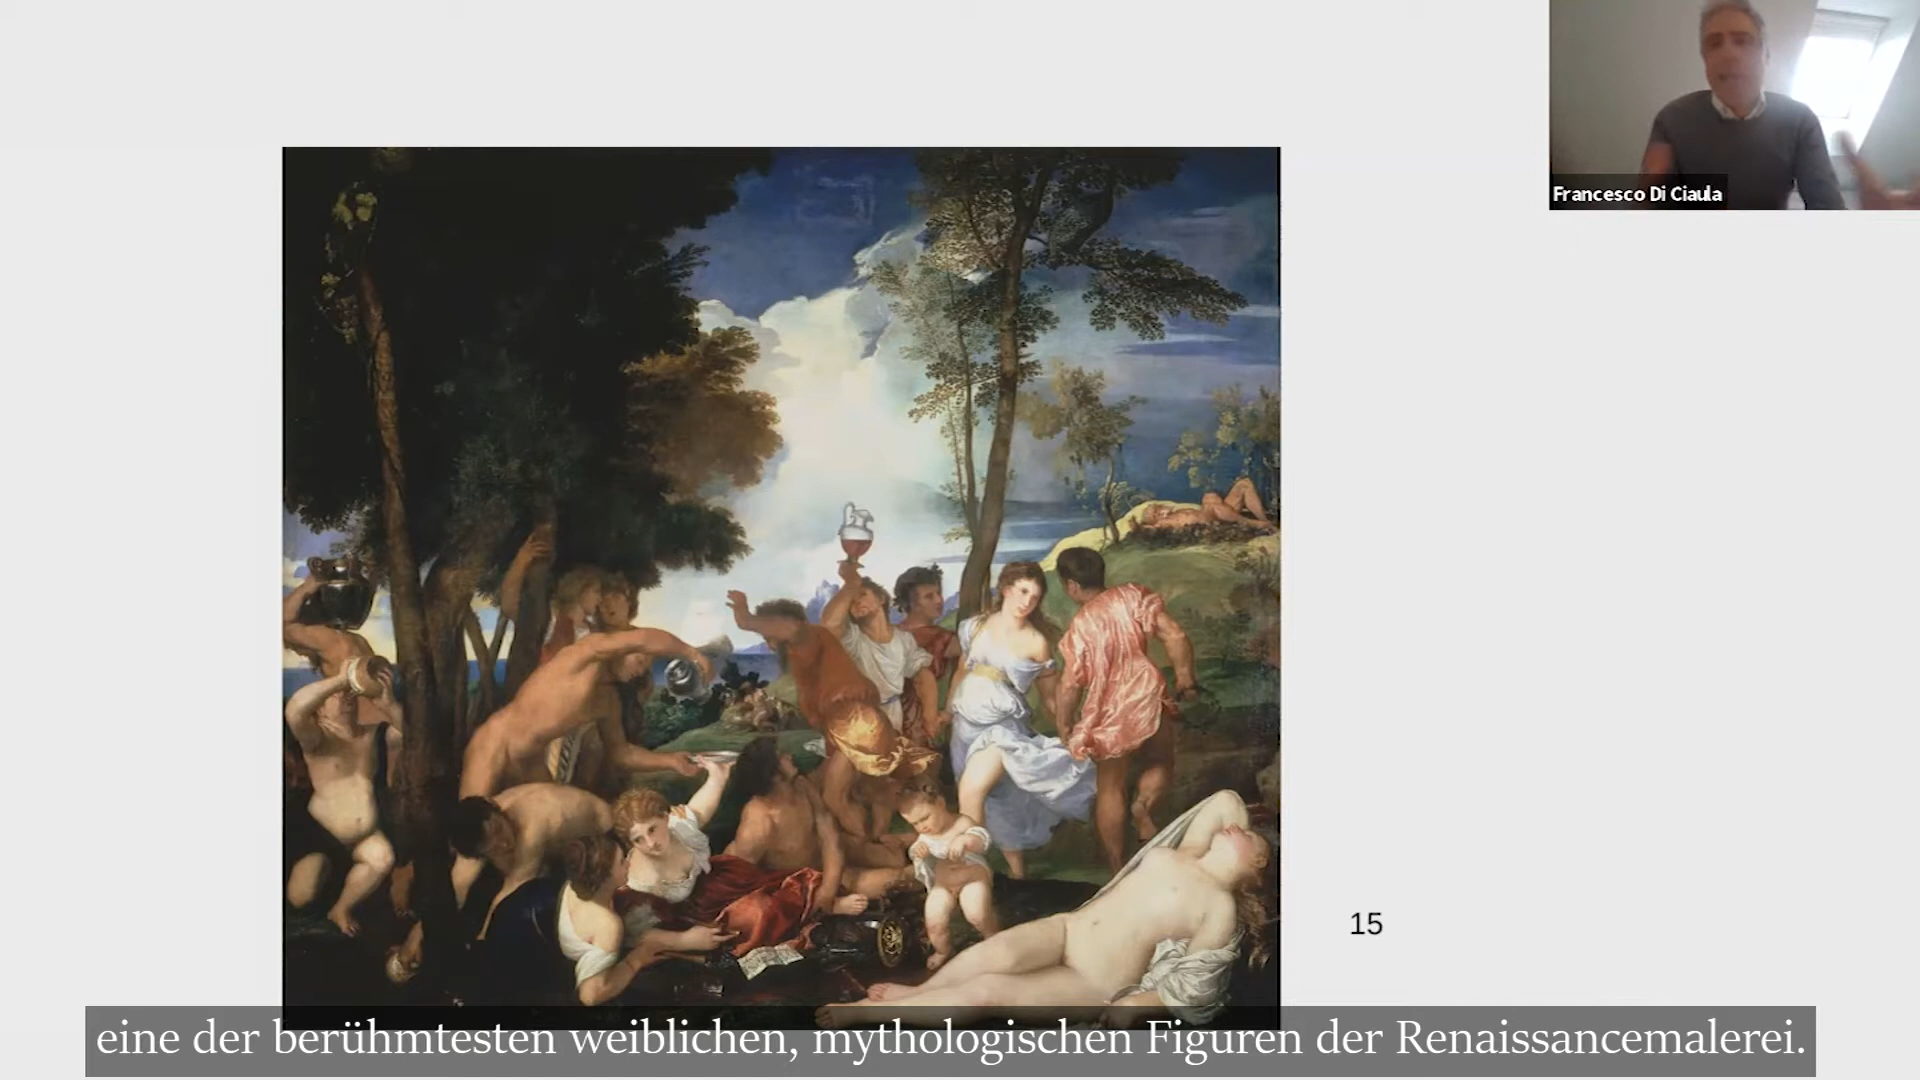 Francesco Di Ciaula
15
eine der berühmtesten weiblichen, mythologischen Figuren der Renaissancemalerei.